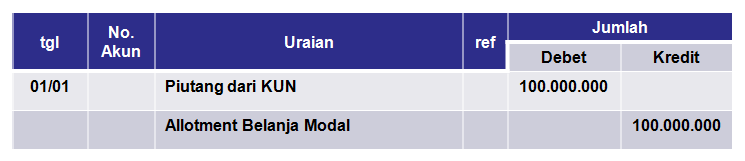 tgl No. Akun Uraian ref Jumlah
Debet Kredit
01/01 Piutang dari KUN 100.000.000
Allotment Belanja Modal 100.000.000